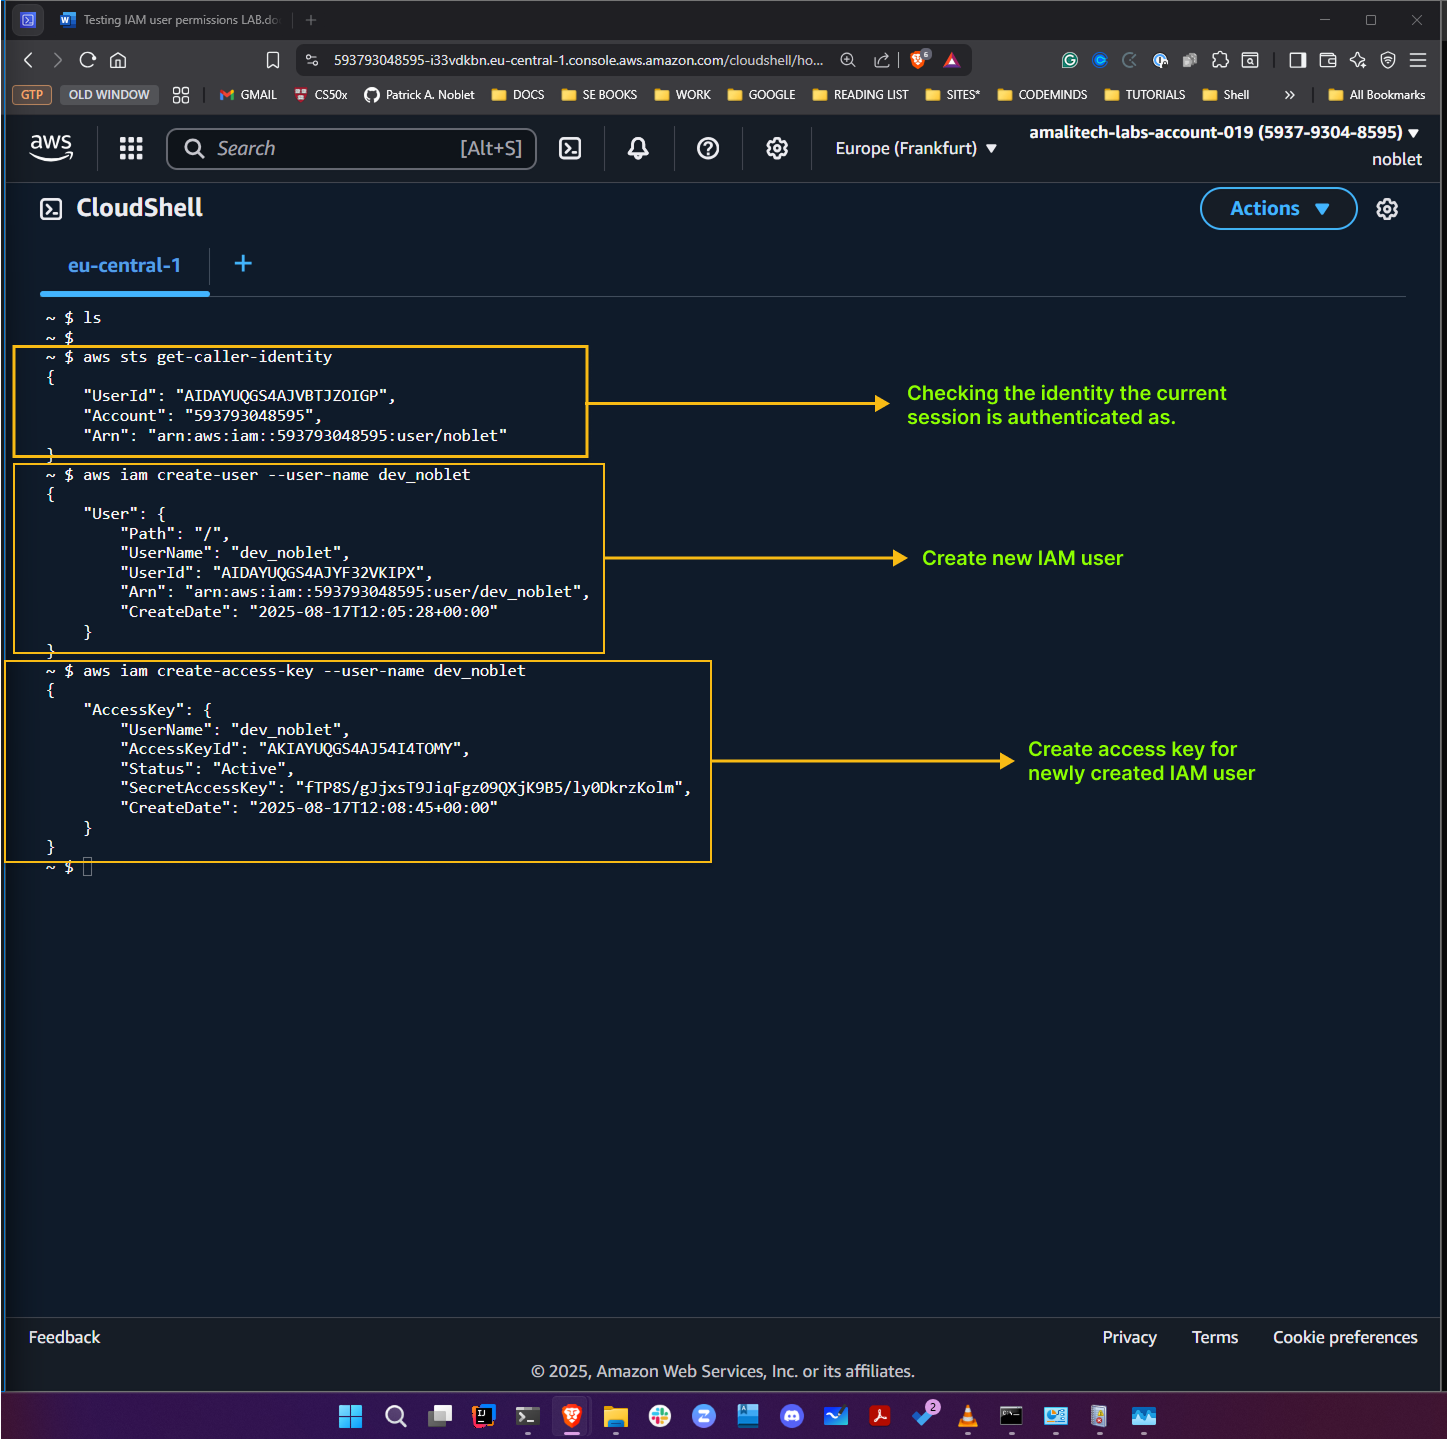 Testing IAM user permissions LAB.do
593793048595-i33vdkbn.eu-central-1.console.aws.amazon.com/cloudshell/ho...
6
GTP
OLD WINDOW
GMAIL
CS50x
Patrick A. Noblet
DOCS
SE BOOKS
WORK
GOOGLE
READING LIST
SITES*
CODEMINDS
TUTORIALS
Shell
»
All Bookmarks
aws
Search
[Alt+S]
Europe (Frankfurt)
amalitech-labs-account-019 (5937-9304-8595)
noblet
CloudShell
Actions
eu-central-1
+
~ $ ls
~ $
~ $ aws sts get-caller-identity
{
"UserId": "AIDAYUQGS4AJVBTJZOIGP",
"Account": "593793048595",
"Arn": "arn:aws:iam::593793048595:user/noblet"
}
Checking the identity the current
session is authenticated as.
~ $ aws iam create-user --user-name dev_noblet
{
"User": {
"Path": "/",
"UserName": "dev_noblet",
"UserId": "AIDAYUQGS4AJYF32VKIPX",
"Arn": "arn:aws:iam::593793048595:user/dev_noblet",
"CreateDate": "2025-08-17T12:05:28+00:00"
}
}
Create new IAM user
~ $ aws iam create-access-key --user-name dev_noblet
{
"AccessKey": {
"UserName": "dev_noblet",
"AccessKeyId": "AKIAYUQGS4AJ54I4TOMY",
"Status": "Active",
"SecretAccessKey": "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",
"CreateDate": "2025-08-17T12:08:45+00:00"
}
}
Create access key for
newly created IAM user
~ $
Feedback
Privacy
Terms
Cookie preferences
© 2025, Amazon Web Services, Inc. or its affiliates.
2